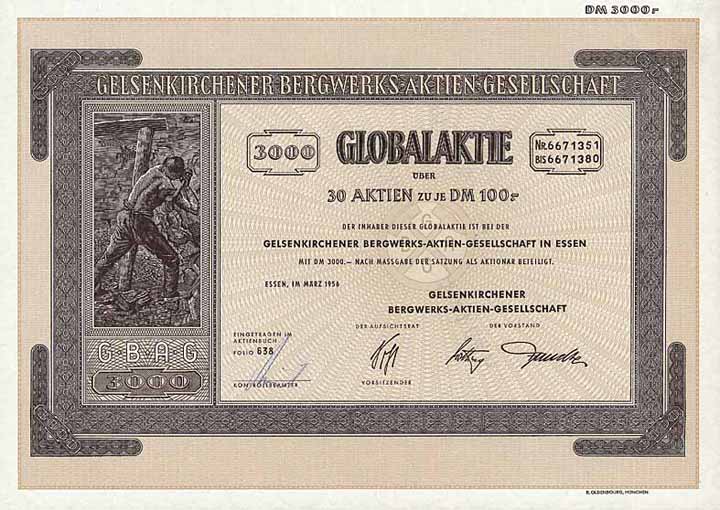 DM 3000.-
GELSENKIRCHENER BERGWERKS-AKTIEN-GESELLSCHAFT
3000
GLOBALAKTIE
NR. 6671351
BIS 6671380
ÜBER
30 AKTIEN ZU JE DM 100.-
DER INHABER DIESER GLOBALAKTIE IST BEI DER
GELSENKIRCHENER BERGWERKS-AKTIEN-GESELLSCHAFT IN ESSEN
MIT DM 3000.— NACH MASSGABE DER SATZUNG ALS AKTIONÄR BETEILIGT.
ESSEN, IM MÄRZ 1956
GELSENKIRCHENER
BERGWERKS-AKTIEN-GESELLSCHAFT
EINGETRAGEN IM
AKTIENBUCH
FOLIO 638
DER AUFSICHTSRAT
DER VORSTAND
KONTROLLBEAMTER
VORSITZENDER
GBAG
3000
R. OLDENBOURG, MÜNCHEN